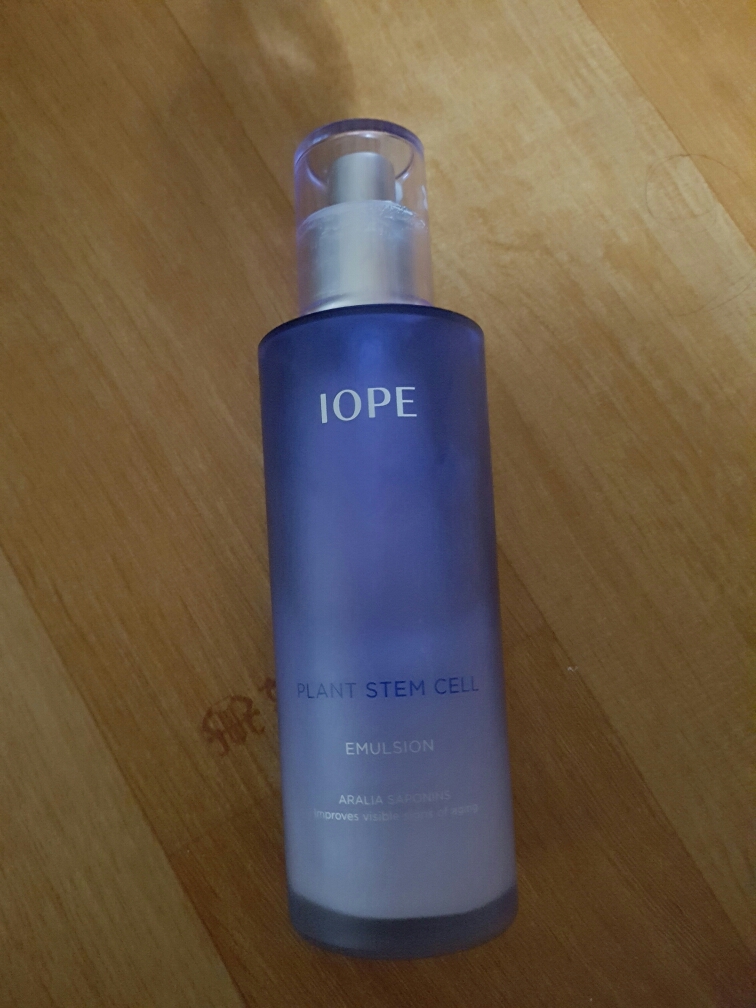 IOPE
PLANT STEM CELL
EMULSION
ARALIA SAPONINS
Improves visible signs of aging